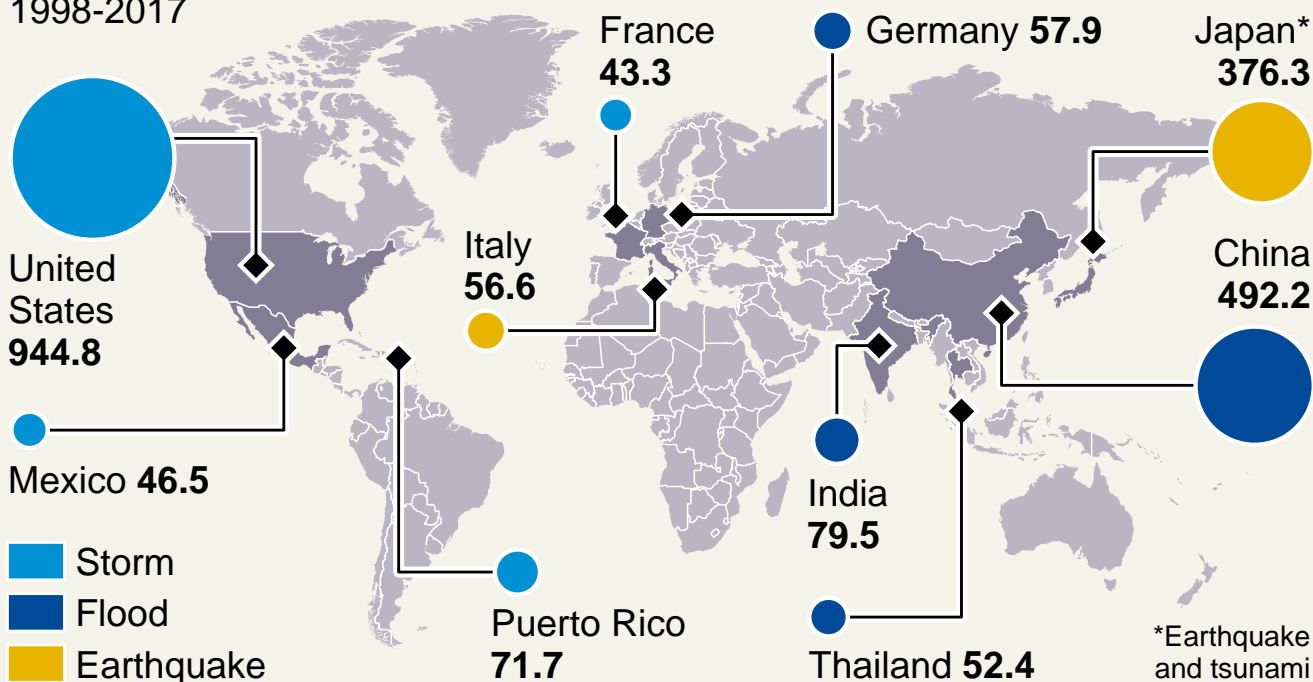 1998-2017
France
43.3
Germany 57.9
Japan*
376.3
United
States
944.8
Italy
56.6
China
492.2
Mexico 46.5
India
79.5
Storm
Flood
Earthquake
Puerto Rico
71.7
Thailand 52.4
*Earthquake
and tsunami